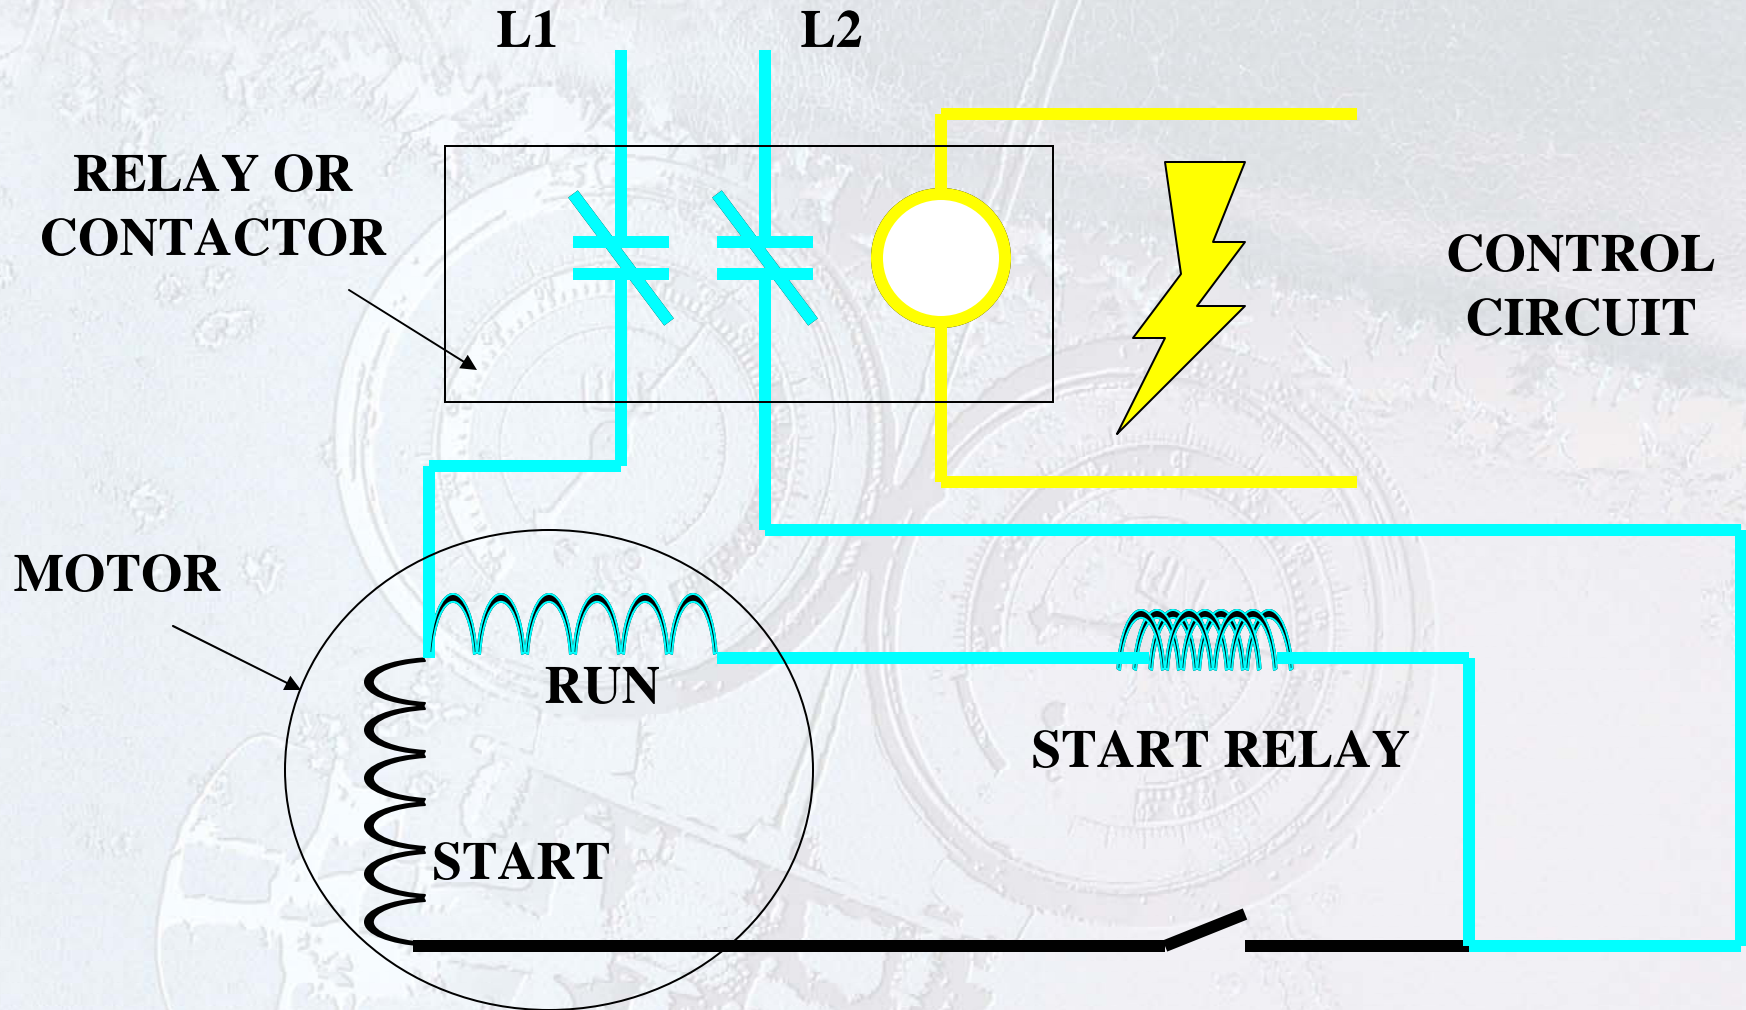 L1
L2
RELAY OR
CONTACTOR
CONTROL
CIRCUIT
MOTOR
RUN
START RELAY
START